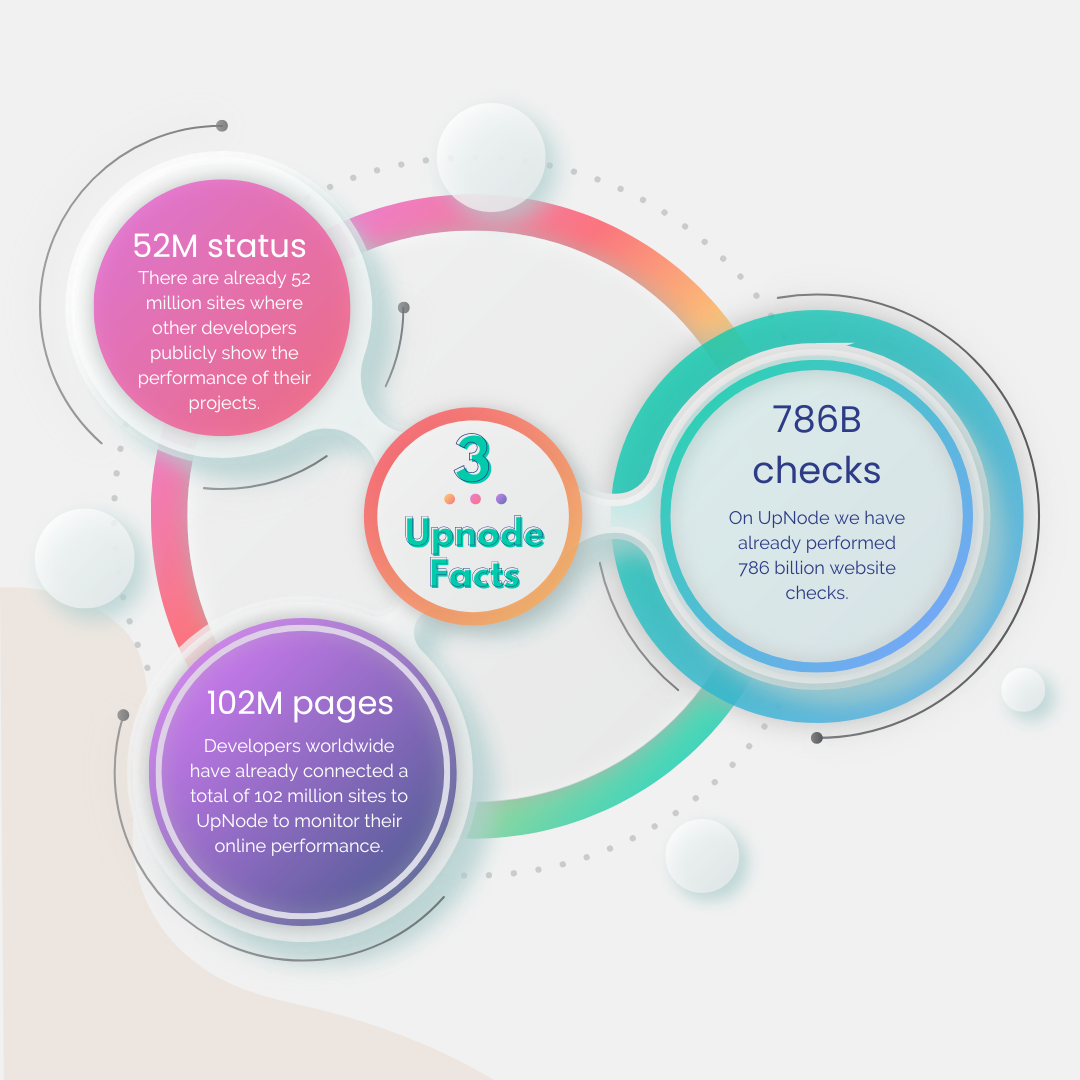 52M status
There are already 52
million sites where
other developers
publicly show the
performance of their
projects.
3
Upnode
Facts
786B
checks
On UpNode we have
already performed
786 billion website
checks.
102M pages
Developers worldwide
have already connected a
total of 102 million sites to
UpNode to monitor their
online performance.